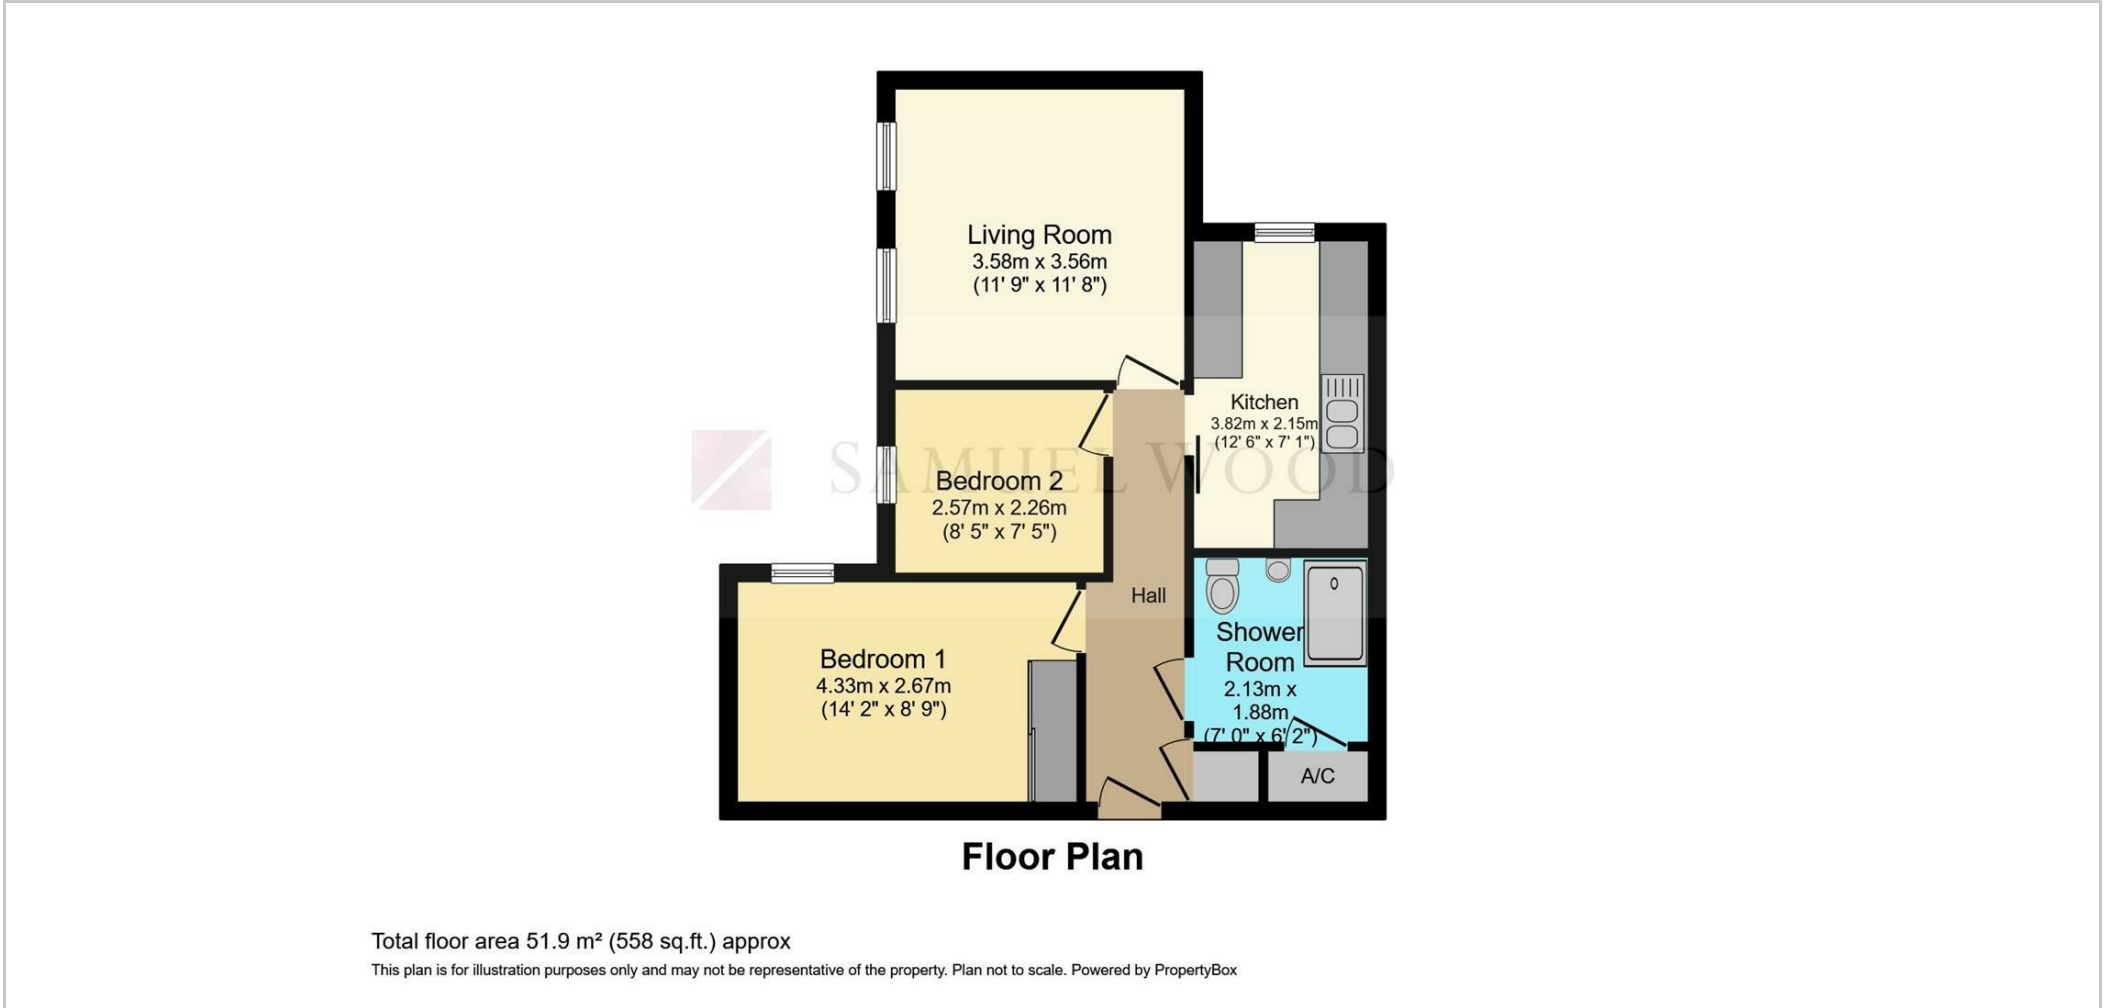 Living Room
3.58m x 3.56m
(11' 9" x 11' 8")
Kitchen
3.82m x 2.15m
(12' 6" x 7' 1")
SAMUEL WOOD
Bedroom 2
2.57m x 2.26m
(8' 5" x 7' 5")
Hall
Shower
Room
2.13m x
1.88m
(7' 0" x 6' 2")
Bedroom 1
4.33m x 2.67m
(14' 2" x 8' 9")
A/C
Floor Plan
Total floor area 51.9 m² (558 sq.ft.) approx
This plan is for illustration purposes only and may not be representative of the property. Plan not to scale. Powered by PropertyBox